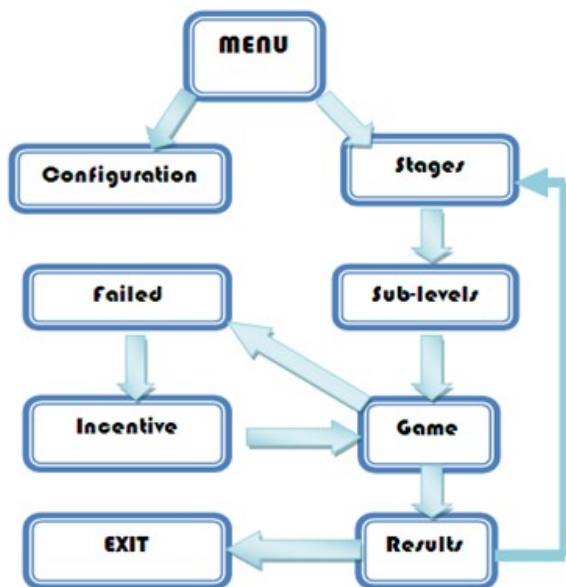 MENU
Configuration
Stages
Failed
Sub-levels
Incentive
Game
EXIT
Results